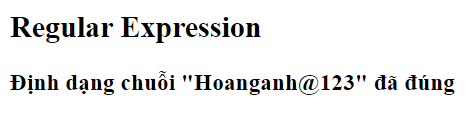 Regular Expression
Định dạng chuỗi "Hoanganh@123" đã đúng